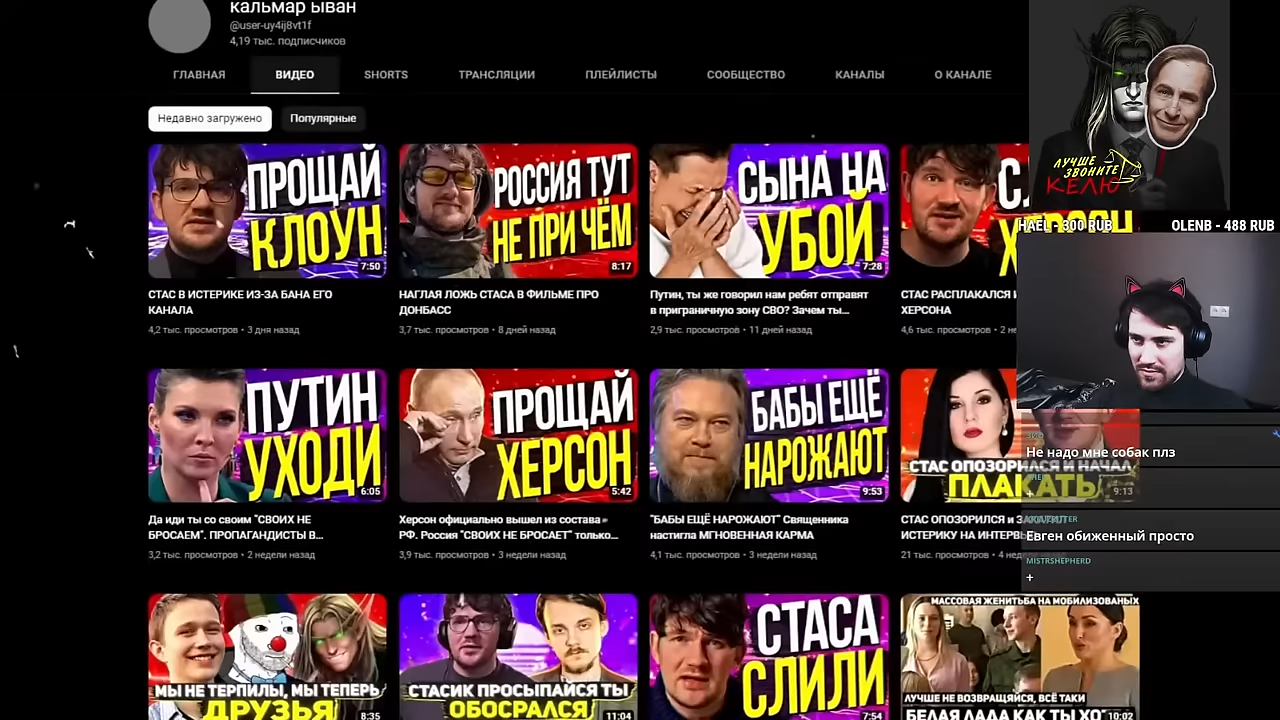 кальмар ыван
@user-uy4ij8vt1f
4,19 тыс. подписчиков
ГЛАВНАЯ
ВИДЕО
SHORTS
ТРАНСЛЯЦИИ
ПЛЕЙЛИСТЫ
СООБЩЕСТВО
КАНАЛЫ
О КАНАЛЕ
Недавно загружено
Популярные
ЛУЧШЕ
ЗВОНИТЕ
КЕЛЮ
HAEL - 300 RUB
OLENB - 488 RUB
ПРОЩАЙ
КЛОУН
7:50
РОССИЯ ТУТ
НЕ ПРИ ЧЁМ
8:17
СЫНА НА
УБОЙ
7:28
СТАС В ИСТЕРИКЕ ИЗ-ЗА БАНА ЕГО
КАНАЛА
4,2 тыс. просмотров • 3 дня назад
НАГЛАЯ ЛОЖЬ СТАСА В ФИЛЬМЕ ПРО
ДОНБАСС
3,7 тыс. просмотров • 8 дней назад
Путин, ты же говорил нам ребят отправят
в приграничную зону СВО? Зачем ты...
2,9 тыс. просмотров • 11 дней назад
СТАС РАСПЛАКАЛСЯ
ХЕРСОНА
4,6 тыс. просмотров • 2
ПУТИН
УХОДИ
6:05
ПРОЩАЙ
ХЕРСОН
5:42
БАБЫ ЕЩЁ
НАРОЖАЮТ
9:53
СТАС ОПОЗОРИЛСЯ И НАЧАЛ
ПЛАКАТЬ
9:13
Да иди ты со своим "СВОИХ НЕ
БРОСАЕМ". ПРОПАГАНДИСТЫ В...
3,2 тыс. просмотров • 2 недели назад
Херсон официально вышел из состава
РФ. Россия "СВОИХ НЕ БРОСАЕТ" только...
3,9 тыс. просмотров • 3 недели назад
"БАБЫ ЕЩЁ НАРОЖАЮТ" Священника
настигла МГНОВЕННАЯ КАРМА
4,1 тыс. просмотров • 3 недели назад
СТАС ОПОЗОРИЛСЯ и
ИСТЕРИКУ НА
21 тыс. просмотров • 4
Не надо мне собак плз
+
Евген обиженный просто
MISTRSHEPHERD
+
МЫ НЕ ТЕРПИЛЫ, МЫ ТЕПЕРЬ
ДРУЗЬЯ
8:35
СТАСИК ПРОСЫПАЙСЯ ТЫ
ОБОСРАЛСЯ
11:04
СТАСА
СЛИЛИ
7:54
МАССОВАЯ ЖЕНИТЬБА НА МОБИЛИЗОВАНЫХ
ЛУЧШЕ НЕ ВОЗВРАЩАЙСЯ, ВСЁ ТАКИ
БЕЛАЯ ЛАДА КАК ТЫ
10:02